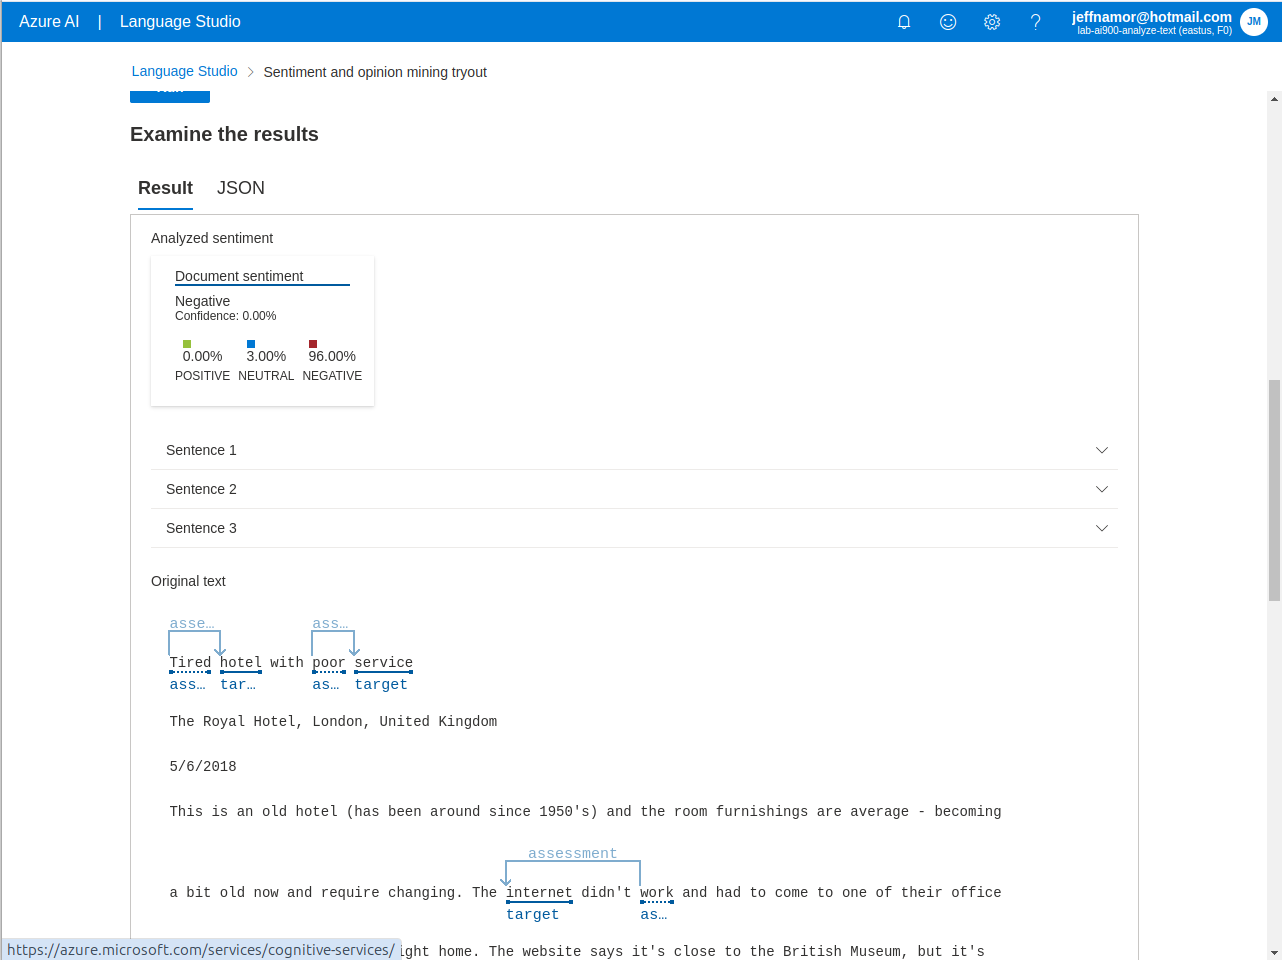 Azure AI | Language Studio
jeffnamor@hotmail.com
JM
lab-ai900-analyze-text (eastus, F0)
Language Studio > Sentiment and opinion mining tryout
Examine the results
Result JSON
Analyzed sentiment
Document sentiment
Negative
Confidence: 0.00%
0.00% 3.00% 96.00%
POSITIVE NEUTRAL NEGATIVE
Sentence 1
Sentence 2
Sentence 3
Original text
asse… ass…
Tired hotel with poor service
ass… tar… as… target
The Royal Hotel, London, United Kingdom
5/6/2018
This is an old hotel (has been around since 1950's) and the room furnishings are average - becoming
assessment
a bit old now and require changing. The internet didn't work and had to come to one of their office
target as…
https://azure.microsoft.com/services/cognitive-services/ ight home. The website says it's close to the British Museum, but it's